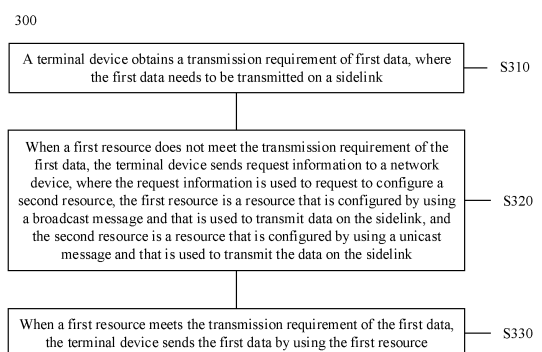 300
A terminal device obtains a transmission requirement of first data, where
the first data needs to be transmitted on a sidelink
S310
When a first resource does not meet the transmission requirement of the
first data, the terminal device sends request information to a network
device, where the request information is used to request to configure a
second resource, the first resource is a resource that is configured by using
a broadcast message and that is used to transmit data on the sidelink, and
the second resource is a resource that is configured by using a unicast
message and that is used to transmit the data on the sidelink
S320
When a first resource meets the transmission requirement of the first data,
the terminal device sends the first data by using the first resource
S330